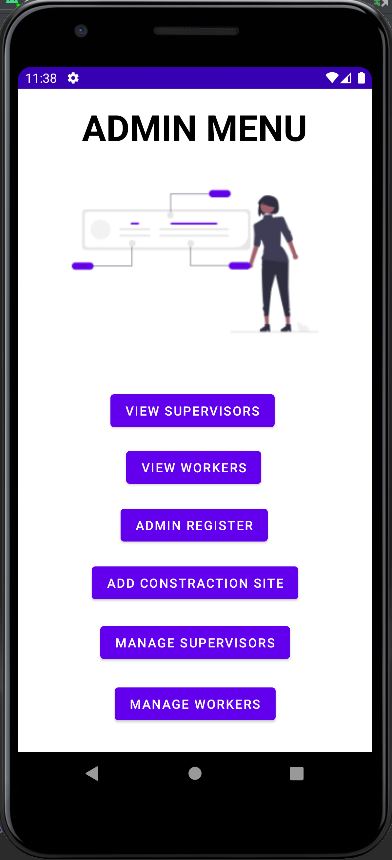 11:38
ADMIN MENU
VIEW SUPERVISORS
VIEW WORKERS
ADMIN REGISTER
ADD CONSTRACTION SITE
MANAGE SUPERVISORS
MANAGE WORKERS